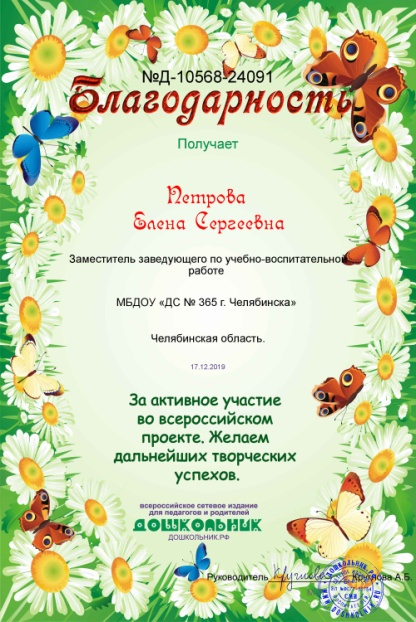 №Д-10568-24091
Благодарность
Получает
Петрова
Елена Сергеевна
Заместитель заведующего по учебно-воспитательной
работе
МБДОУ «ДС № 365 г. Челябинска»
Челябинская область.
17.12.2019
За активное участие
во всероссийском
проекте. Желаем
дальнейших творческих
успехов.
всероссийское сетевое издание
для педагогов и родителей
ДОШКОЛЬНИК
ДОШКОЛЬНИК.РФ
Руководитель Круглова А.Б.